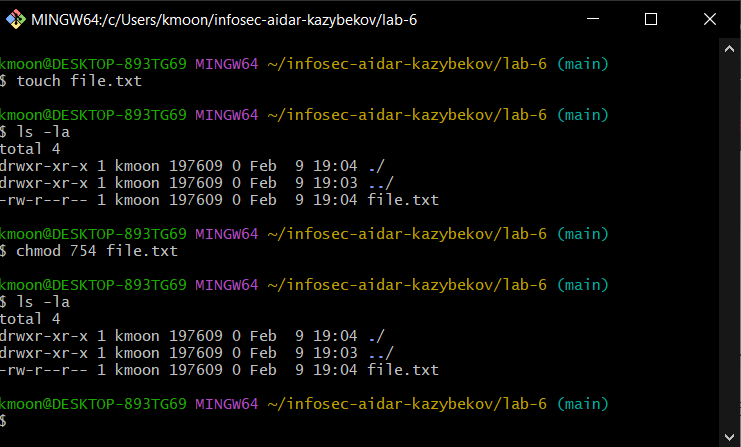 MINGW64:/c/Users/kmoon/infosec-aidar-kazybekov/lab-6
kmoon@DESKTOP-893TG69 MINGW64 ~/infosec-aidar-kazybekov/lab-6 (main)
$ touch file.txt
kmoon@DESKTOP-893TG69 MINGW64 ~/infosec-aidar-kazybekov/lab-6 (main)
$ ls -la
total 4
drwxr-xr-x 1 kmoon 197609 0 Feb  9 19:04 ./
drwxr-xr-x 1 kmoon 197609 0 Feb  9 19:03 ../
-rw-r--r-- 1 kmoon 197609 0 Feb  9 19:04 file.txt
kmoon@DESKTOP-893TG69 MINGW64 ~/infosec-aidar-kazybekov/lab-6 (main)
$ chmod 754 file.txt
kmoon@DESKTOP-893TG69 MINGW64 ~/infosec-aidar-kazybekov/lab-6 (main)
$ ls -la
total 4
drwxr-xr-x 1 kmoon 197609 0 Feb  9 19:04 ./
drwxr-xr-x 1 kmoon 197609 0 Feb  9 19:03 ../
-rw-r--r-- 1 kmoon 197609 0 Feb  9 19:04 file.txt
kmoon@DESKTOP-893TG69 MINGW64 ~/infosec-aidar-kazybekov/lab-6 (main)
$